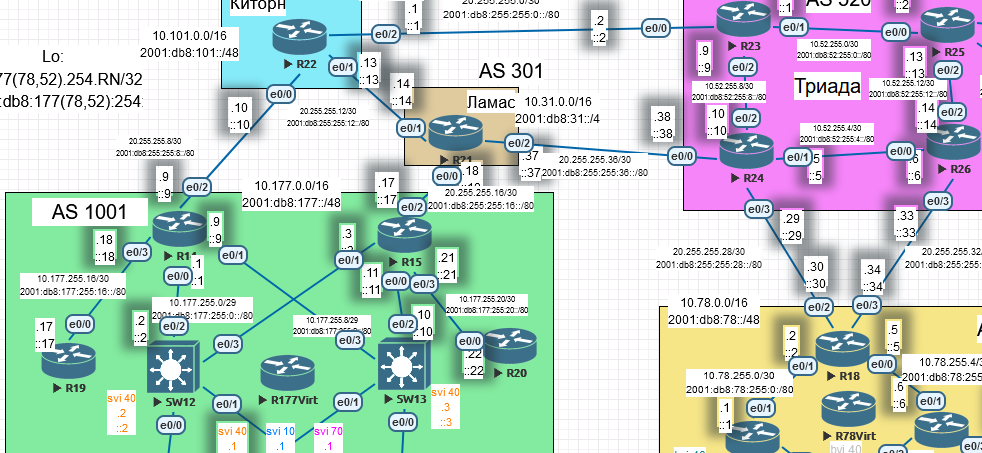 Киторн
10.101.0.0/16
2001:db8:101::/48
R22
e0/2
.1
::1
2001:db8:255:255:0::/80
.2
::2
e0/0
AS 520
R23
e0/1
10.52.255.0/30
2001:db8:52:255:0::/80
e0/0
R25
Lo:
77(78,52).254.RN/32
:db8:177(78,52):254:
e0/1
.13
::13
.14
::14
AS 301
Ламас
10.31.0.0/16
2001:db8:31::/4
.9
::9
e0/2
Триада
.13
::13
e0/2
e0/0
.10
::10
20.255.255.12/30
2001:db8:255:255:12::/80
e0/1
R21
e0/2
.37
::37
20.255.255.36/30
2001:db8:255:255:36::/80
.38
::38
e0/0
10.52.255.8/30
2001:db8:52:255:8::/80
.10
::10
e0/2
10.52.255.12/30
2001:db8:52:255:12::/80
.14
::14
e0/2
R24
e0/1
10.52.255.4/30
2001:db8:52:255:4::/80
.5
::5
e0/0
.6
::6
R26
20.255.255.8/30
2001:db8:255:255:8::/80
.9
::9
e0/2
10.177.0.0/16
2001:db8:177::/48
.17
::17
e0/0
.18
e0/2
20.255.255.16/30
2001:db8:255:255:16::/80
e0/3
.29
::29
e0/3
.33
::33
AS 1001
R14
.9
::9
.18
::18
e0/3
e0/0
.1
::1
e0/1
.3
e0/1
R15
.11
::11
e0/0
.21
::21
e0/3
20.255.255.28/30
2001:db8:255:255:28::/80
.30
::30
.34
::34
20.255.255.32/
2001:db8:255:255:
10.177.255.16/30
2001:db8:177:255:16::/80
.17
::17
e0/0
R19
10.177.255.0/29
2001:db8:177:255:0::/80
.2
e0/2
e0/3
SW12
10.177.255.8/29
e0/3
e0/2
.10
::10
SW13
10.177.255.20/30
2001:db8:177:255:20::/80
e0/0
.22
::22
R20
10.78.0.0/16
2001:db8:78::/48
e0/2
e0/3
R18
.2
e0/1
.5
::5
e0/0
10.78.255.0/30
2001:db8:78:255:0::/80
10.78.255.4/3
2001:db8:78:255:
.6
::6
R177Virt
svi 40
.2
::2
e0/1
e0/0
svi 40
.1
svi 10
.1
svi 70
.1
e0/1
e0/0
svi 40
.3
::3
.1
::1
e0/1
R78Virt
e0/1
e0/3
svi 40